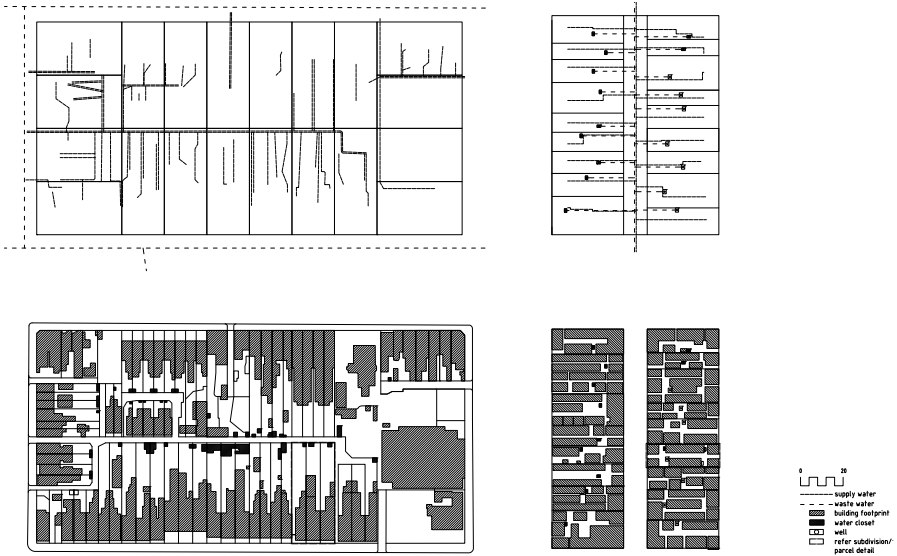 0 20
supply water
waste water
building footprint
water closet
well
refer subdivision/
parcel detail